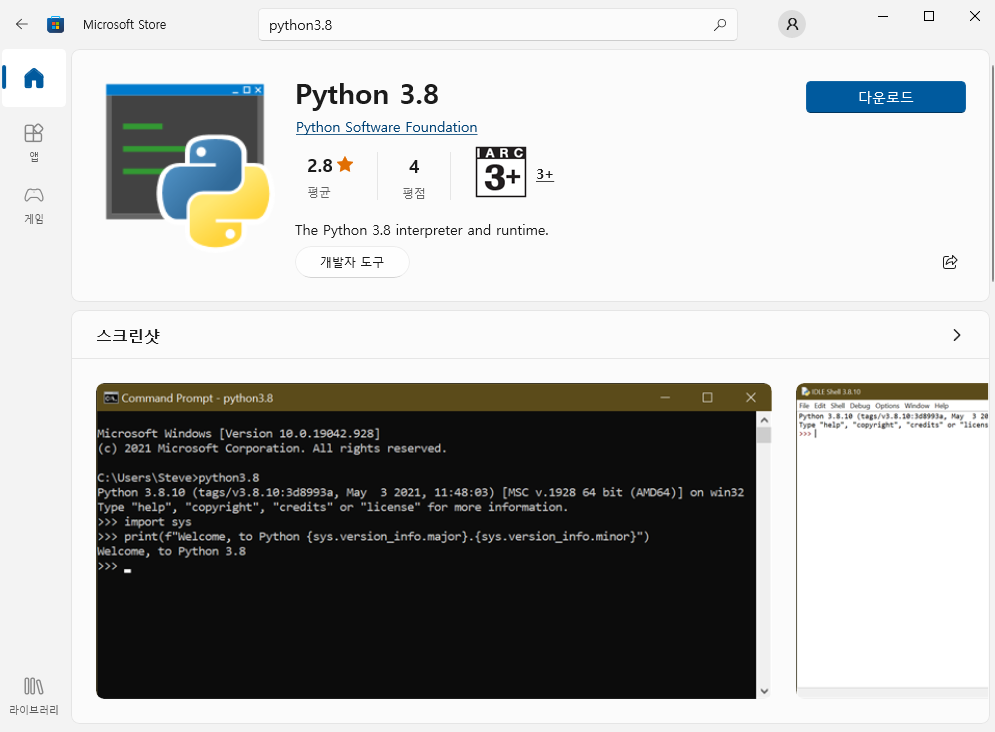 Microsoft Store
python3.8
앱
게임
라이브러리
Python 3.8
다운로드
Python Software Foundation
2.8
평균
4
평점
IARC
3+
3+
The Python 3.8 interpreter and runtime.
개발자 도구
스크린샷
Command Prompt - python3.8
Microsoft Windows [Version 10.0.19042.928]
(c) 2021 Microsoft Corporation. All rights reserved.
C:\Users\Steve>python3.8
Python 3.8.10 (tags/v3.8.10:3d8993a, May  3 2021, 11:48:03) [MSC v.1928 64 bit (AMD64)] on win32
Type "help", "copyright", "credits" or "license" for more information.
>>> import sys
>>> print(f"Welcome, to Python {sys.version_info.major}.{sys.version_info.minor}")
Welcome, to Python 3.8
>>> _
IDLE Shell 3.8.10
File Edit Shell Debug Options Window Help
Python 3.8.10 (tags/v3.8.10:3d8993a, May  3 20
Type "help", "copyright", "credits" or "licens
>>>